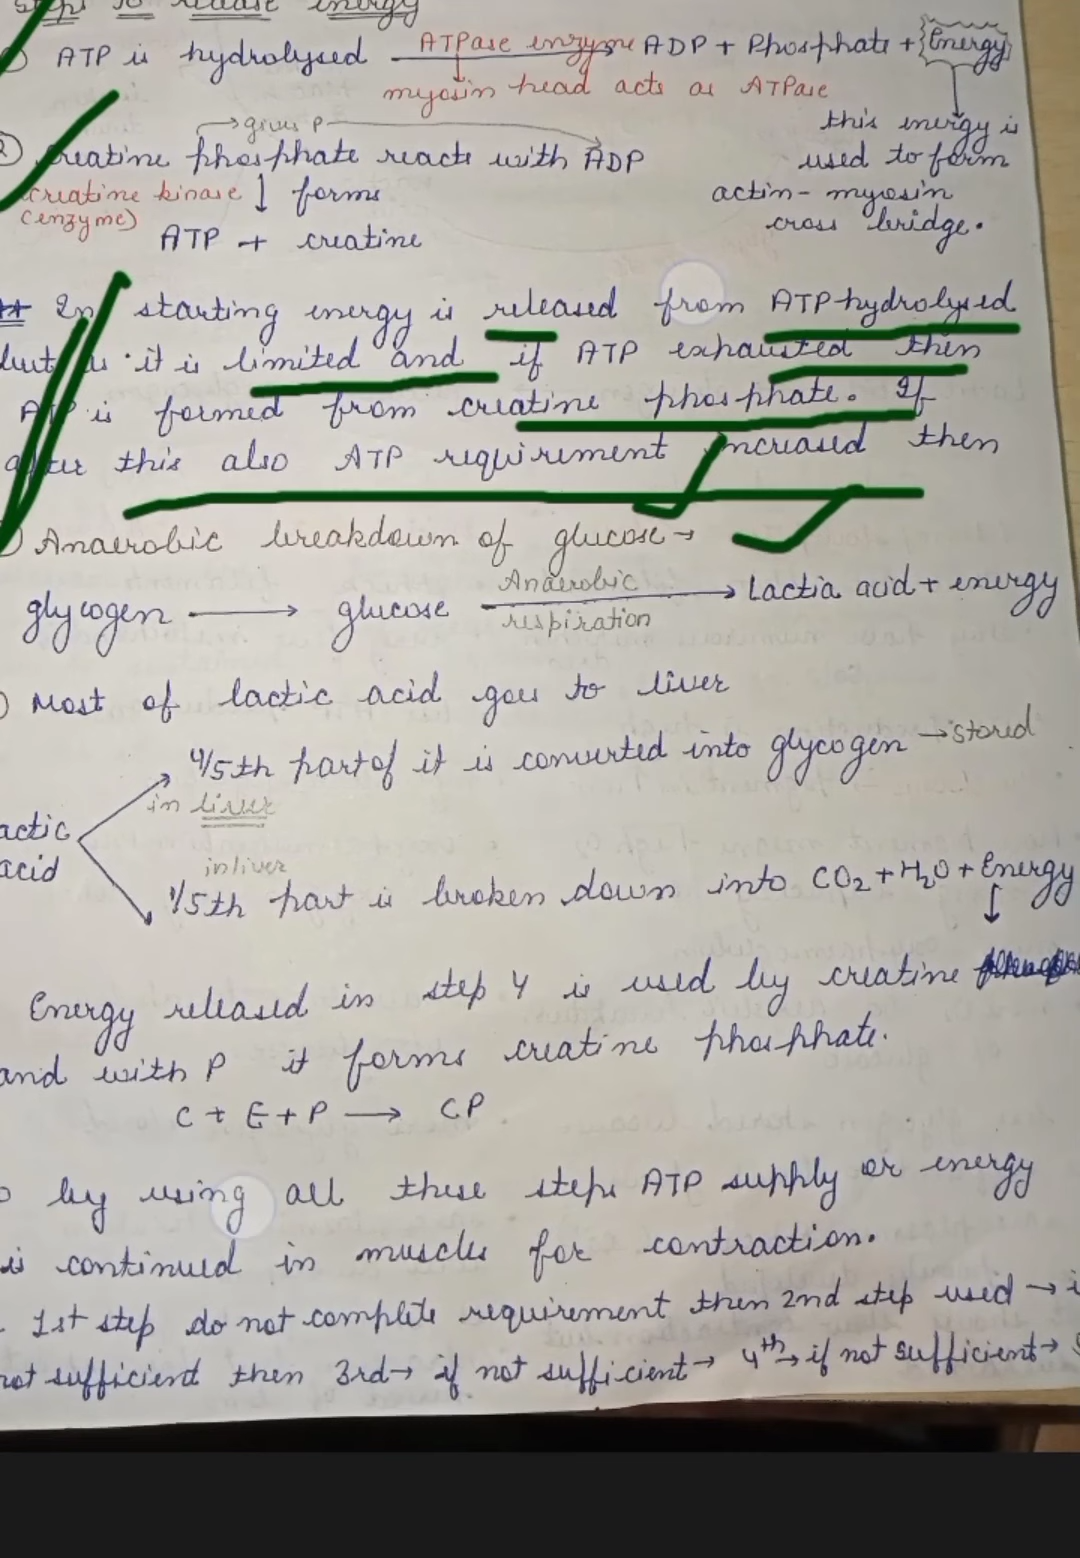 Steps to release energy
ATP is hydrolysed ATPase enzyme → ADP + Phosphate + Energy
↓
myosin head acts as ATPase
this energy is
used to form
actin-myosin
cross bridge.
→ gives P
2) Creatine phosphate reacts with ADP
creatine kinase ↓ forms
(enzyme)
ATP + creatine
** In starting energy is released from ATP hydrolysed
but it is limited and if ATP exhausted then
ATP is formed from creatine phosphate. If
after this also ATP requirement increased then
Anaerobic breakdown of glucose →
glycogen → glucose Anaerobic respiration → Lactia acid + energy
Most of lactic acid goes to liver
4/5th part of it is converted into glycogen → stored
in liver
actic
acid
in liver
1/5th part is broken down into CO2 + H2O + Energy
↓
Energy released in step 4 is used by creatine
and with P it forms creatine phosphate.
C + E + P → CP
by using all these steps ATP supply or energy
is continued in muscles for contraction.
1st step do not complete requirement then 2nd step used →
not sufficient then 3rd → if not sufficient → 4th → if not sufficient →